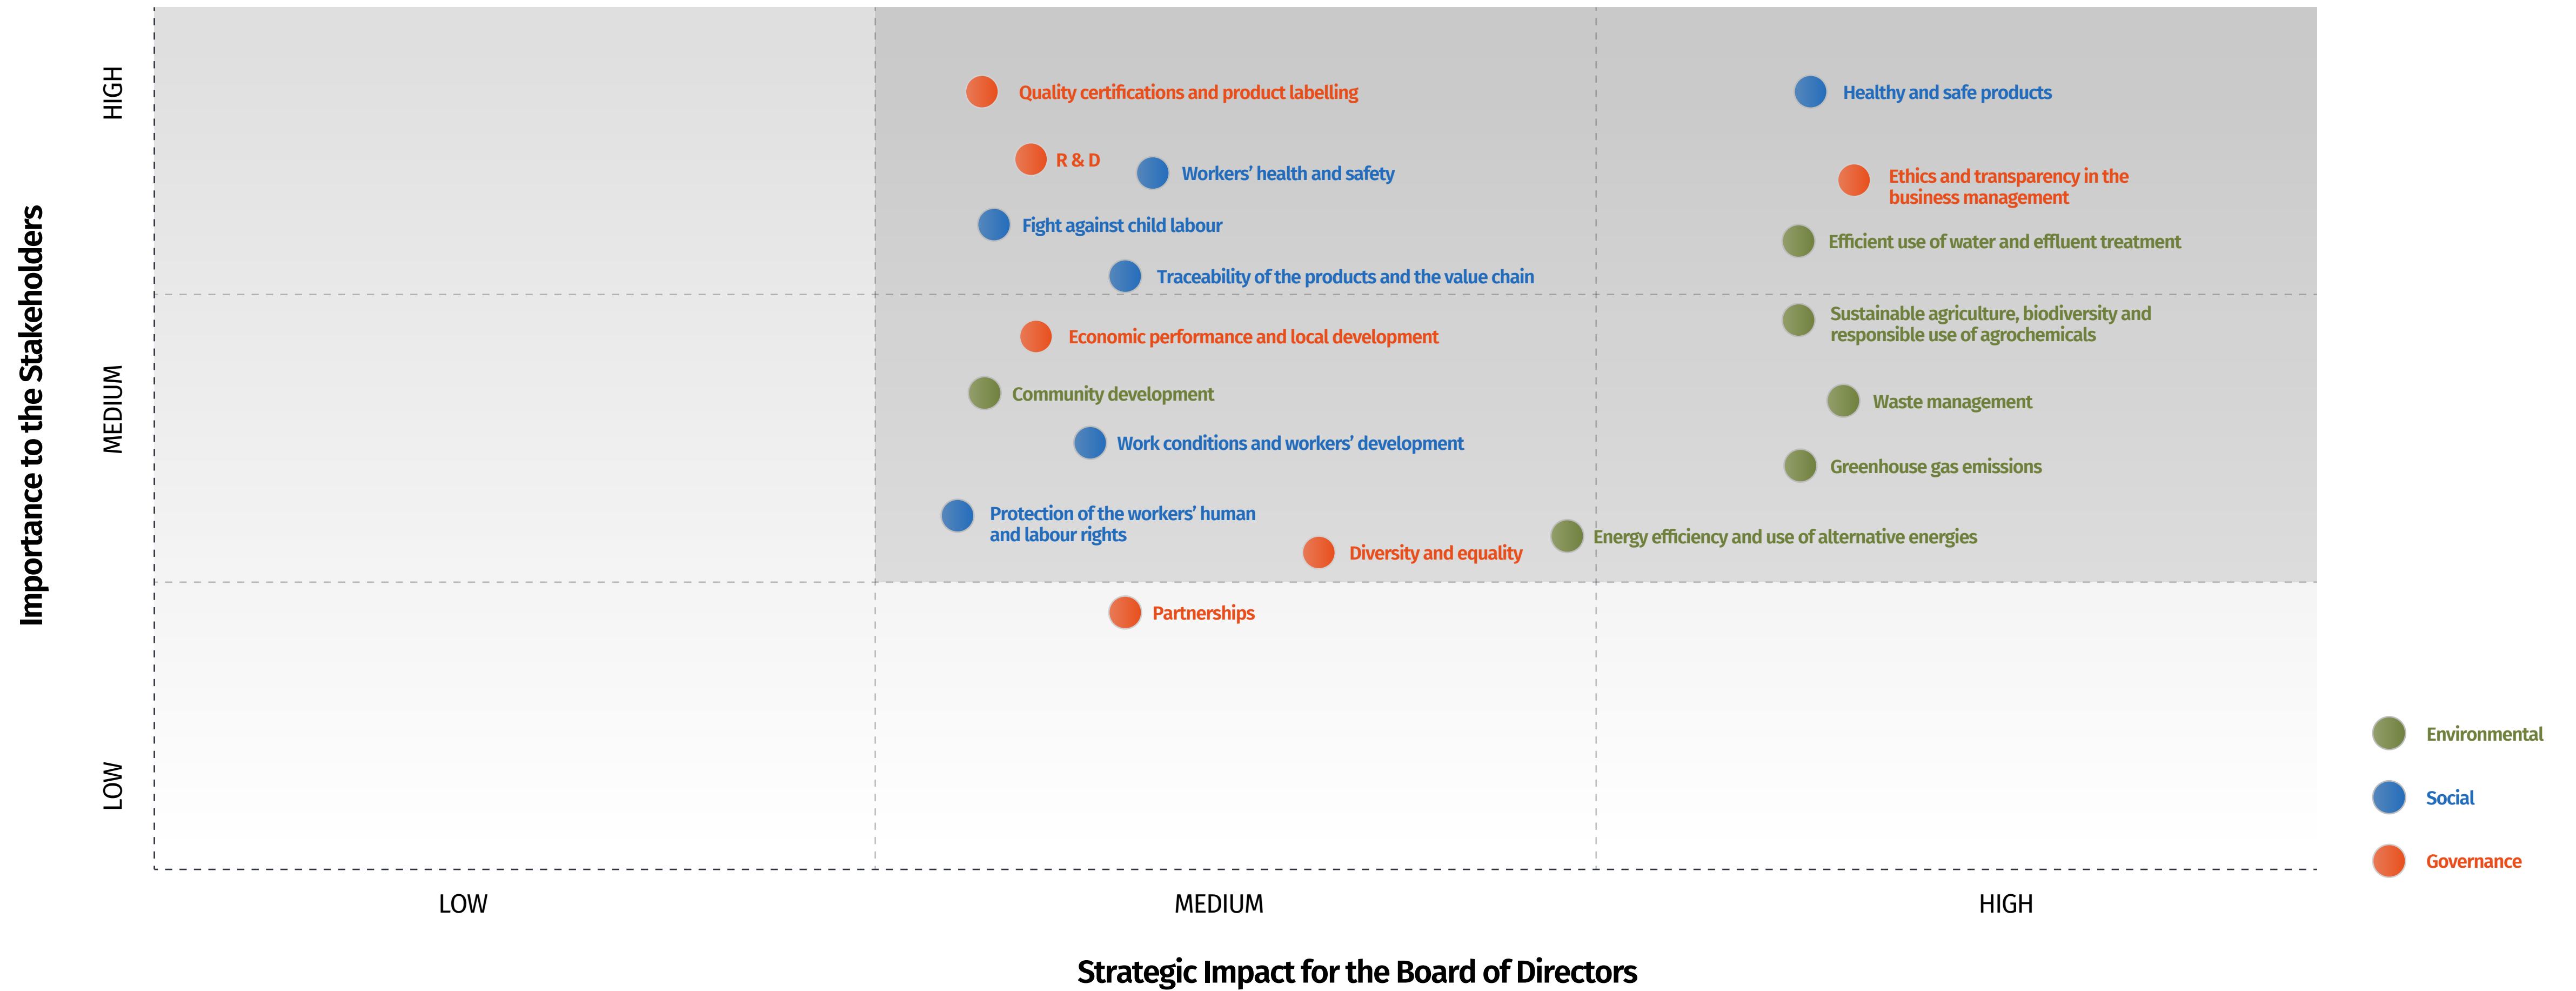 Importance to the Stakeholders
HIGH
MEDIUM
LOW
Quality certifications and product labelling
Healthy and safe products
R & D
Workers’ health and safety
Ethics and transparency in the
business management
Fight against child labour
Efficient use of water and effluent treatment
Traceability of the products and the value chain
Sustainable agriculture, biodiversity and
responsible use of agrochemicals
Economic performance and local development
Community development
Waste management
Work conditions and workers’ development
Greenhouse gas emissions
Protection of the workers’ human
and labour rights
Energy efficiency and use of alternative energies
Diversity and equality
Partnerships
Environmental
Social
Governance
LOW
MEDIUM
HIGH
Strategic Impact for the Board of Directors